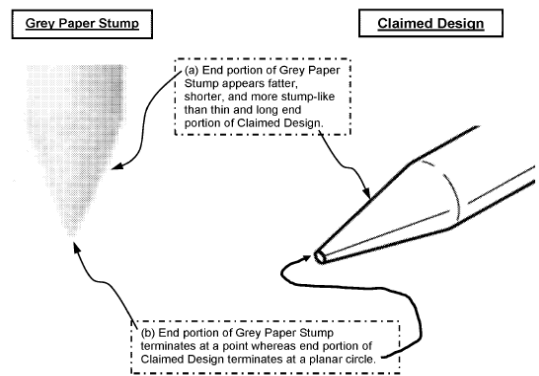 Grey Paper Stump
Claimed Design
(a) End portion of Grey Paper
Stump appears fatter,
shorter, and more stump-like
than thin and long end
portion of Claimed Design.
(b) End portion of Grey Paper Stump
terminates at a point whereas end portion of
Claimed Design terminates at a planar circle.